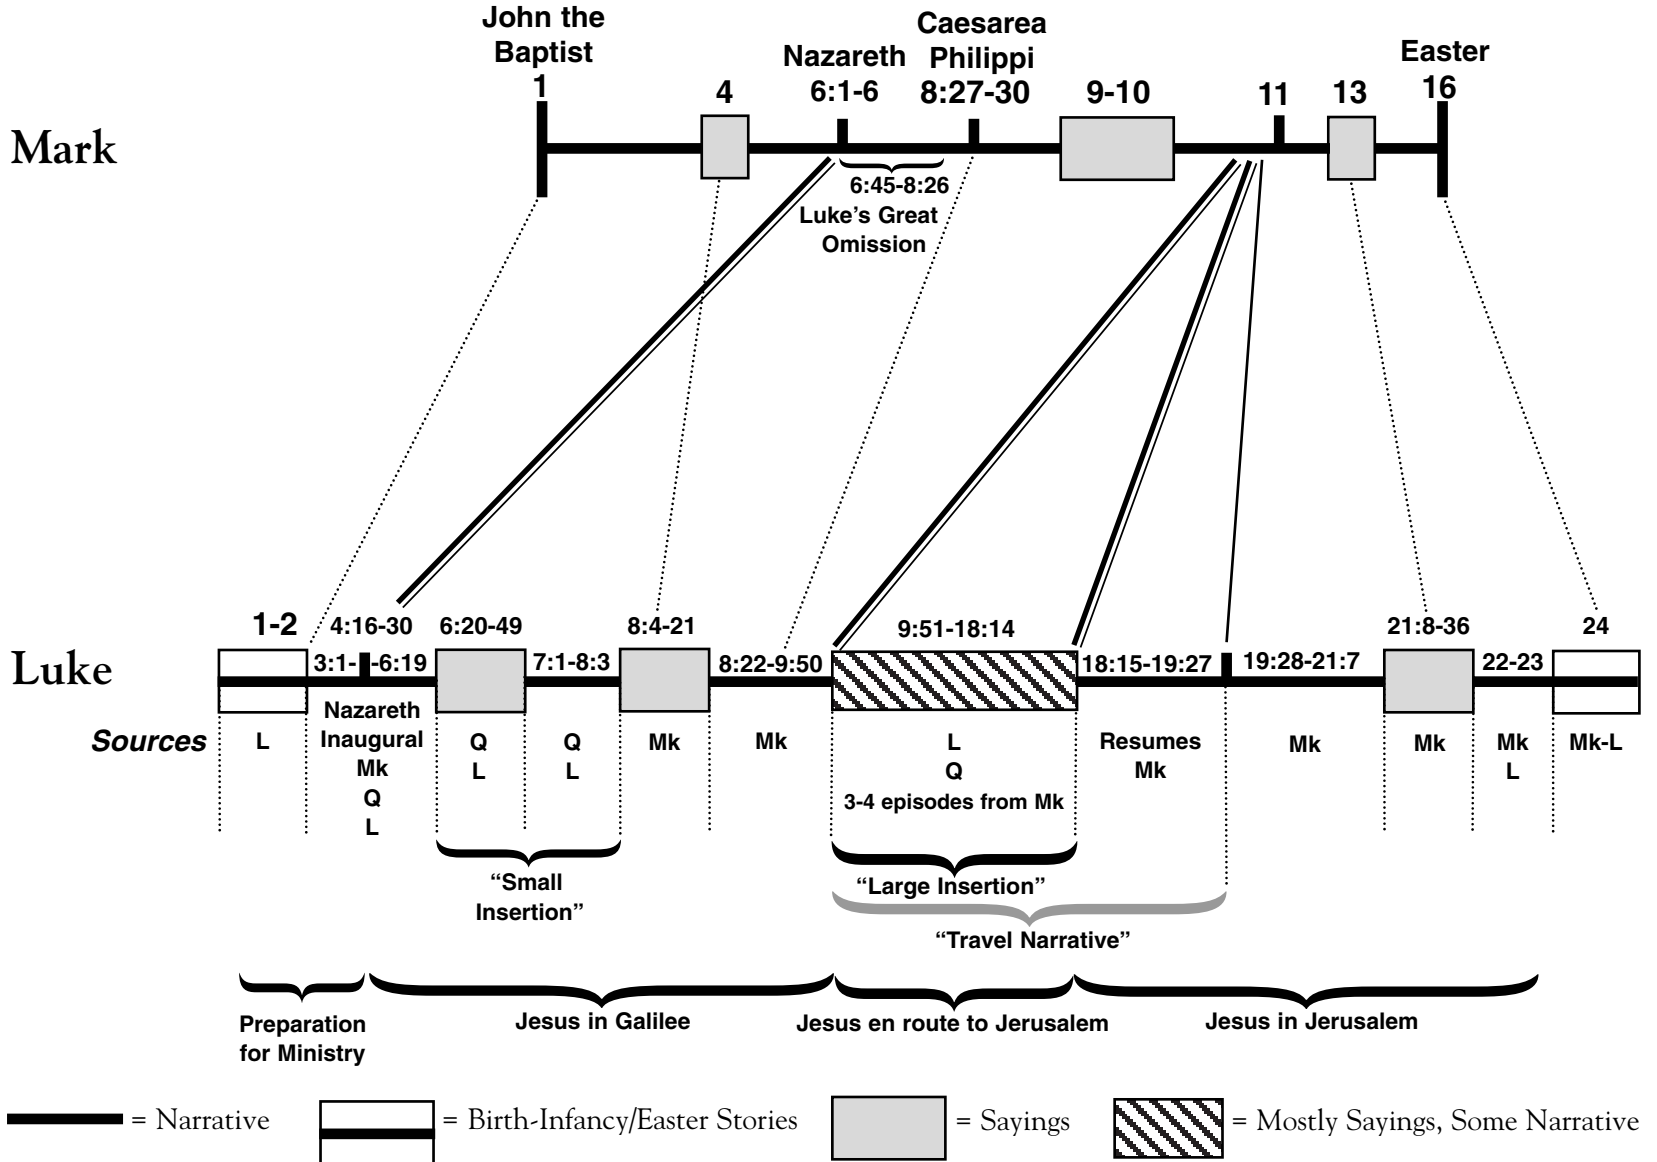 John the
Baptist
1
4
Nazareth
6:1-6
Caesarea
Philippi
8:27-30
9-10
11
13
Easter
16
Mark
6:45-8:26
Luke’s Great
Omission
1-2
4:16-30
6:20-49
8:4-21
9:51-18:14
21:8-36
24
Luke
3:1-
-6:19
7:1-8:3
8:22-9:50
18:15-19:27
19:28-21:7
22-23
Sources
L
Nazareth
Inaugural
Mk
Q
L
Q
L
Q
L
Mk
Mk
L
Q
3-4 episodes from Mk
Resumes
Mk
Mk
Mk
Mk
L
Mk-L
“Small
Insertion”
“Large Insertion”
“Travel Narrative”
Preparation
for Ministry
Jesus in Galilee
Jesus en route to Jerusalem
Jesus in Jerusalem
= Narrative
= Birth-Infancy/Easter Stories
= Sayings
= Mostly Sayings, Some Narrative